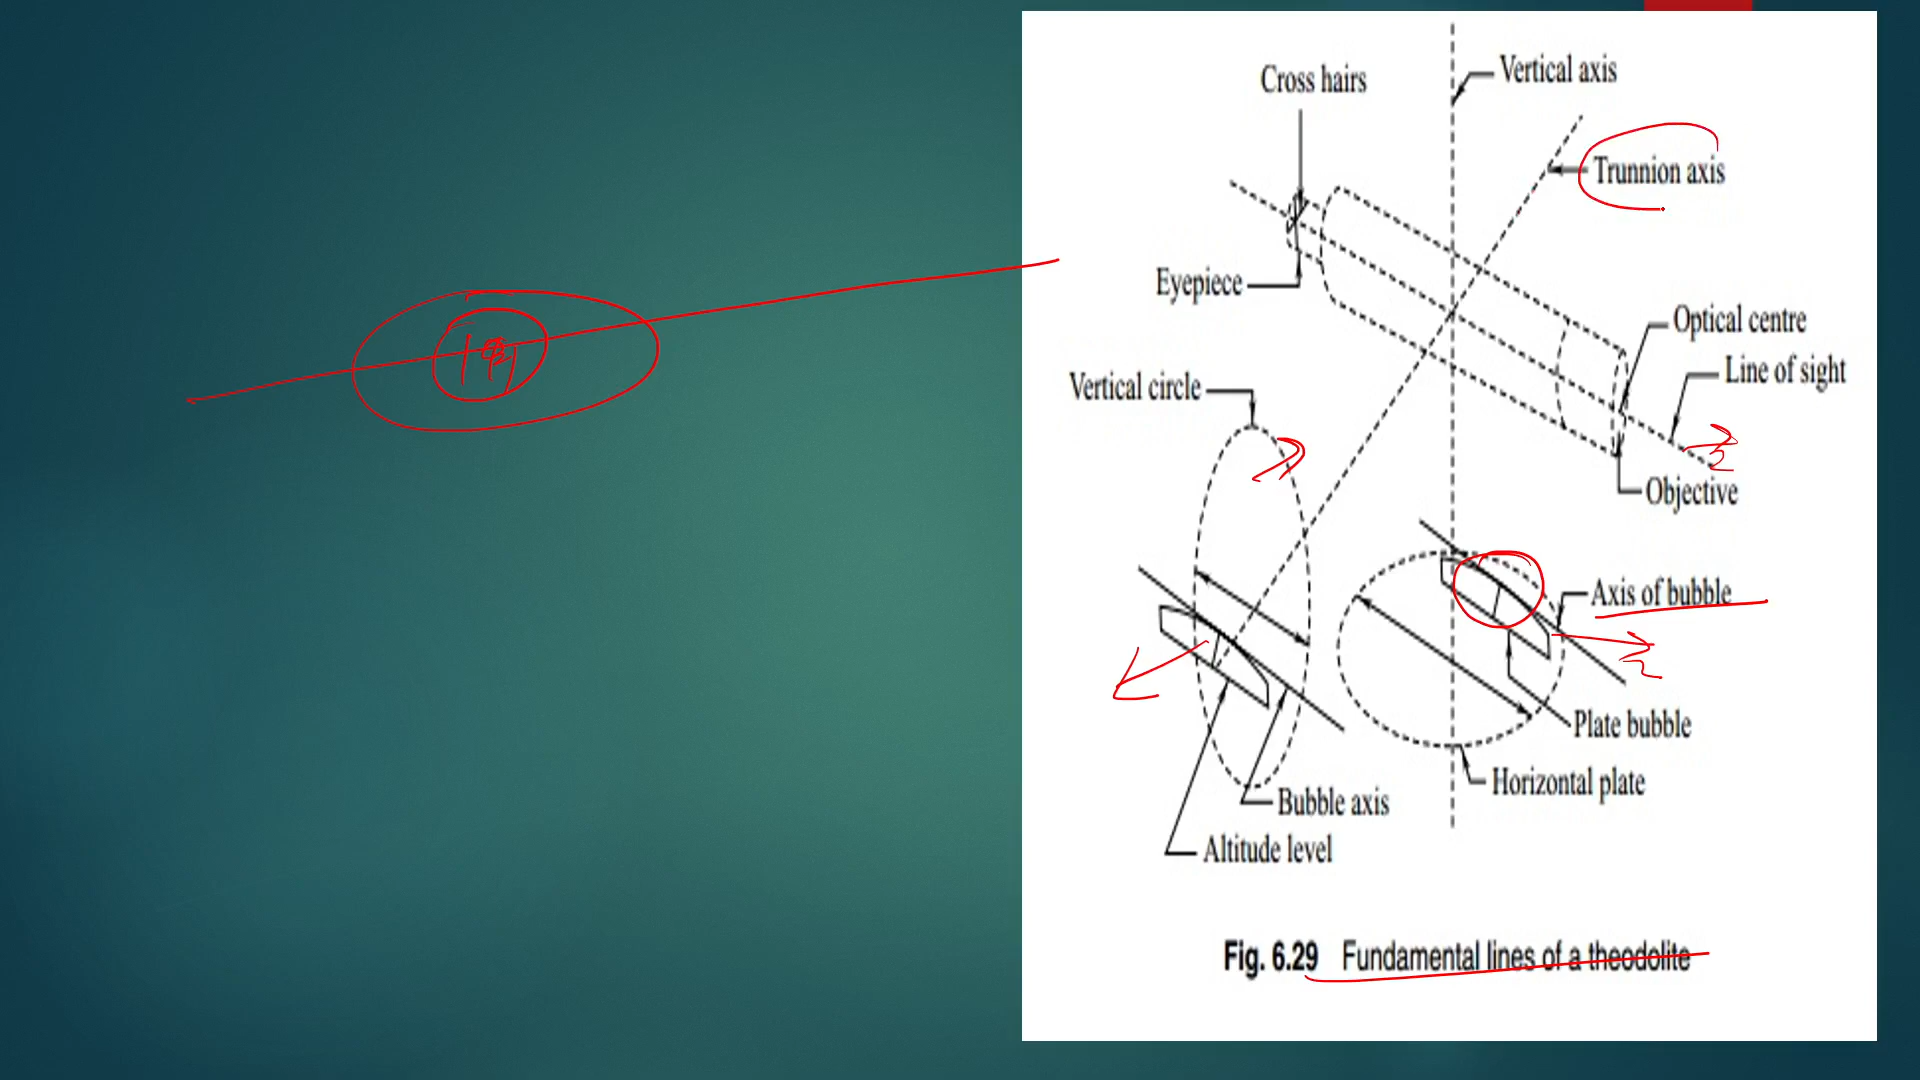 Vertical axis
Cross hairs
Trunnion axis
Eyepiece
Optical centre
Line of sight
Vertical circle
Objective
Axis of bubble
Plate bubble
Horizontal plate
Bubble axis
Altitude level
Fig. 6.29 Fundamental lines of a theodolite